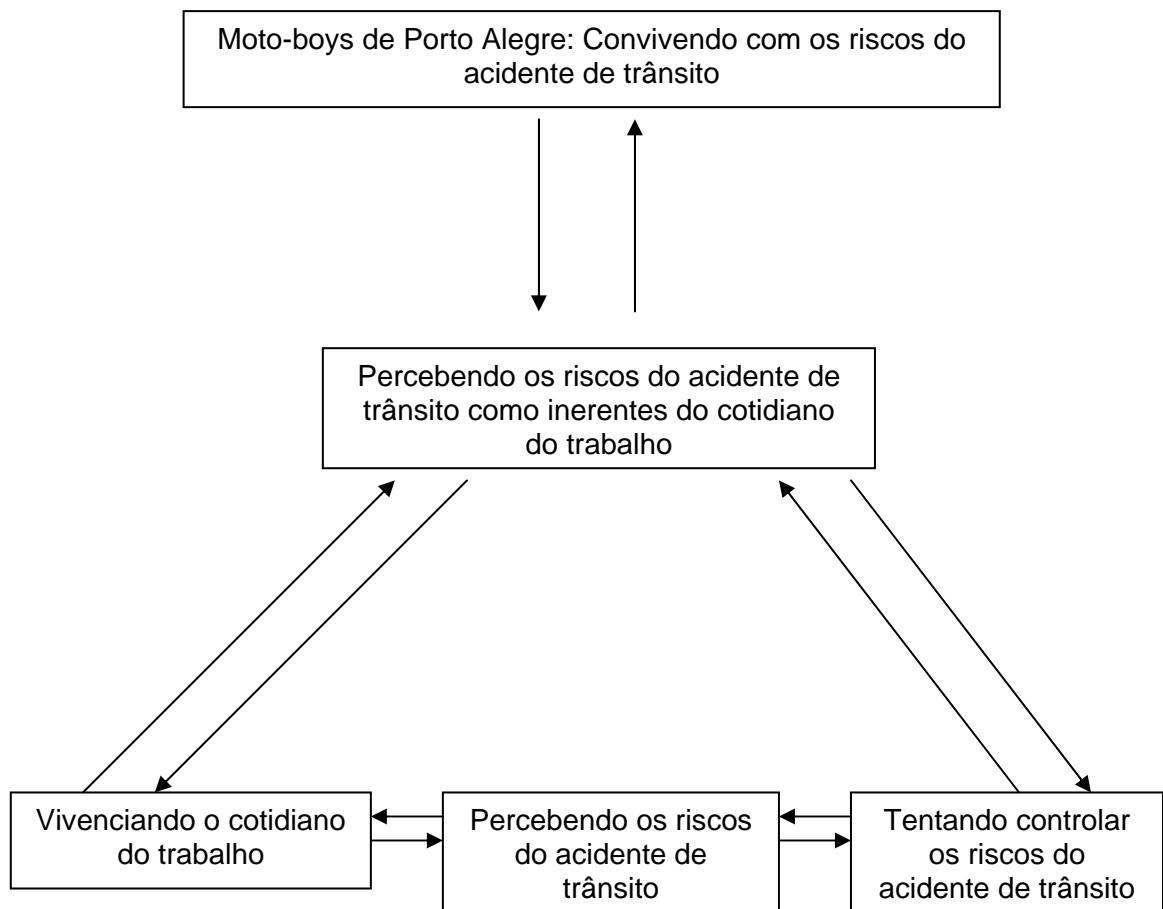 Moto-boys de Porto Alegre: Convivendo com os riscos do
acidente de trânsito
Percebendo os riscos do acidente de
trânsito como inerentes do cotidiano
do trabalho
Vivenciando o cotidiano
do trabalho
Percebendo os riscos
do acidente de
trânsito
Tentando controlar
os riscos do
acidente de trânsito